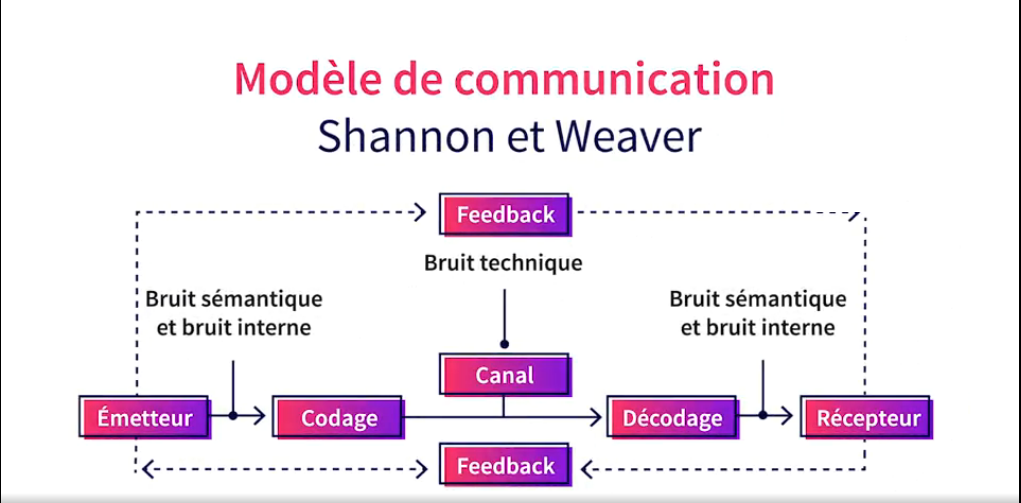 Modèle de communication
Shannon et Weaver
Feedback
Bruit technique
Bruit sémantique
et bruit interne
Bruit sémantique
et bruit interne
Canal
Émetteur
Codage
Décodage
Récepteur
Feedback